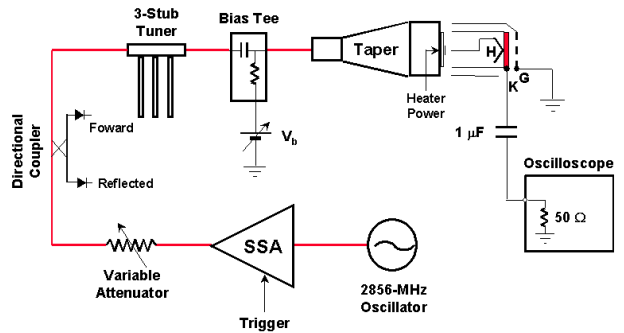 3-Stub
Tuner
Bias Tee
Taper
H
G
K
Heater
Power
Directional
Coupler
Foward
Reflected
V_b
1 μF
Oscilloscope
50 Ω
SSA
Variable
Attenuator
2856-MHz
Oscillator
Trigger